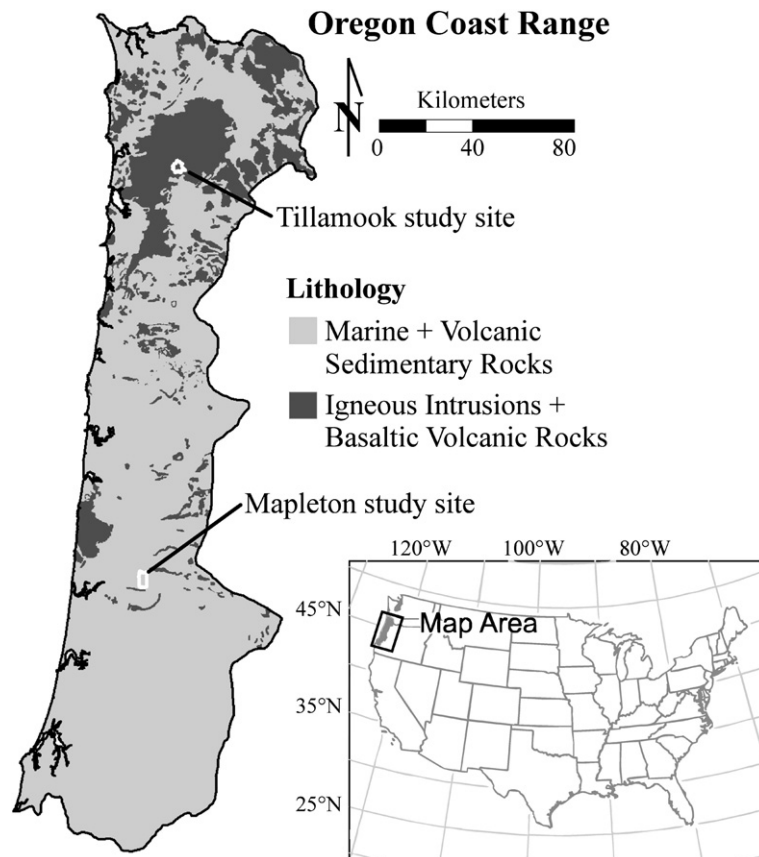 Oregon Coast Range
N
Kilometers
0 40 80
Tillamook study site
Lithology
Marine + Volcanic
Sedimentary Rocks
Igneous Intrusions +
Basaltic Volcanic Rocks
Mapleton study site
120°W 100°W 80°W
45°N
Map Area
35°N
25°N